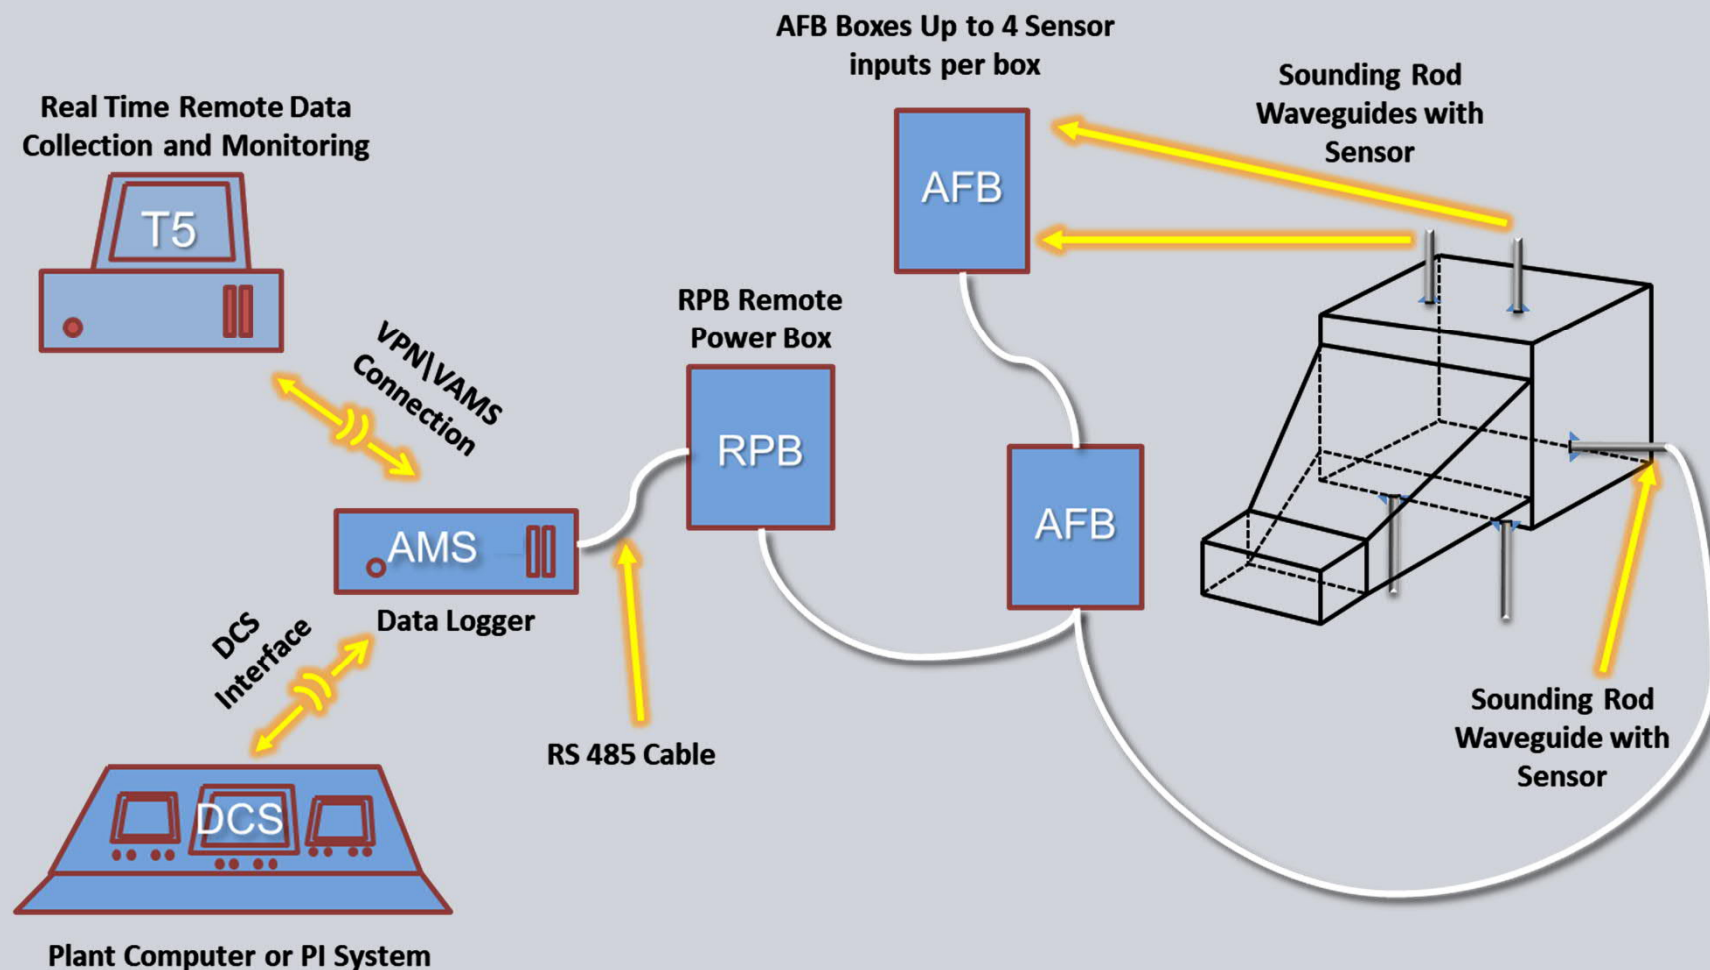 AFB Boxes Up to 4 Sensor
inputs per box
Real Time Remote Data
Collection and Monitoring
Sounding Rod
Waveguides with
Sensor
T5
AFB
RPB Remote
Power Box
VPN\VAMS
Connection
RPB
AFB
AMS
Data Logger
DCS
Interface
RS 485 Cable
Sounding Rod
Waveguide with
Sensor
DCS
Plant Computer or PI System